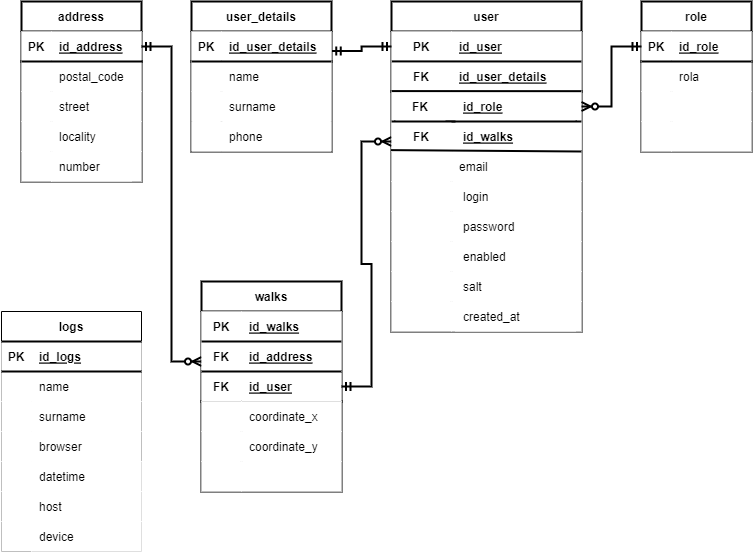 address
PK id_address
postal_code
street
locality
number
user_details
PK id_user_details
name
surname
phone
user
PK id_user
FK id_user_details
FK id_role
FK id_walks
email
login
password
enabled
salt
created_at
role
PK id_role
rola
walks
PK id_walks
FK id_address
FK id_user
coordinate_x
coordinate_y
logs
PK id_logs
name
surname
browser
datetime
host
device